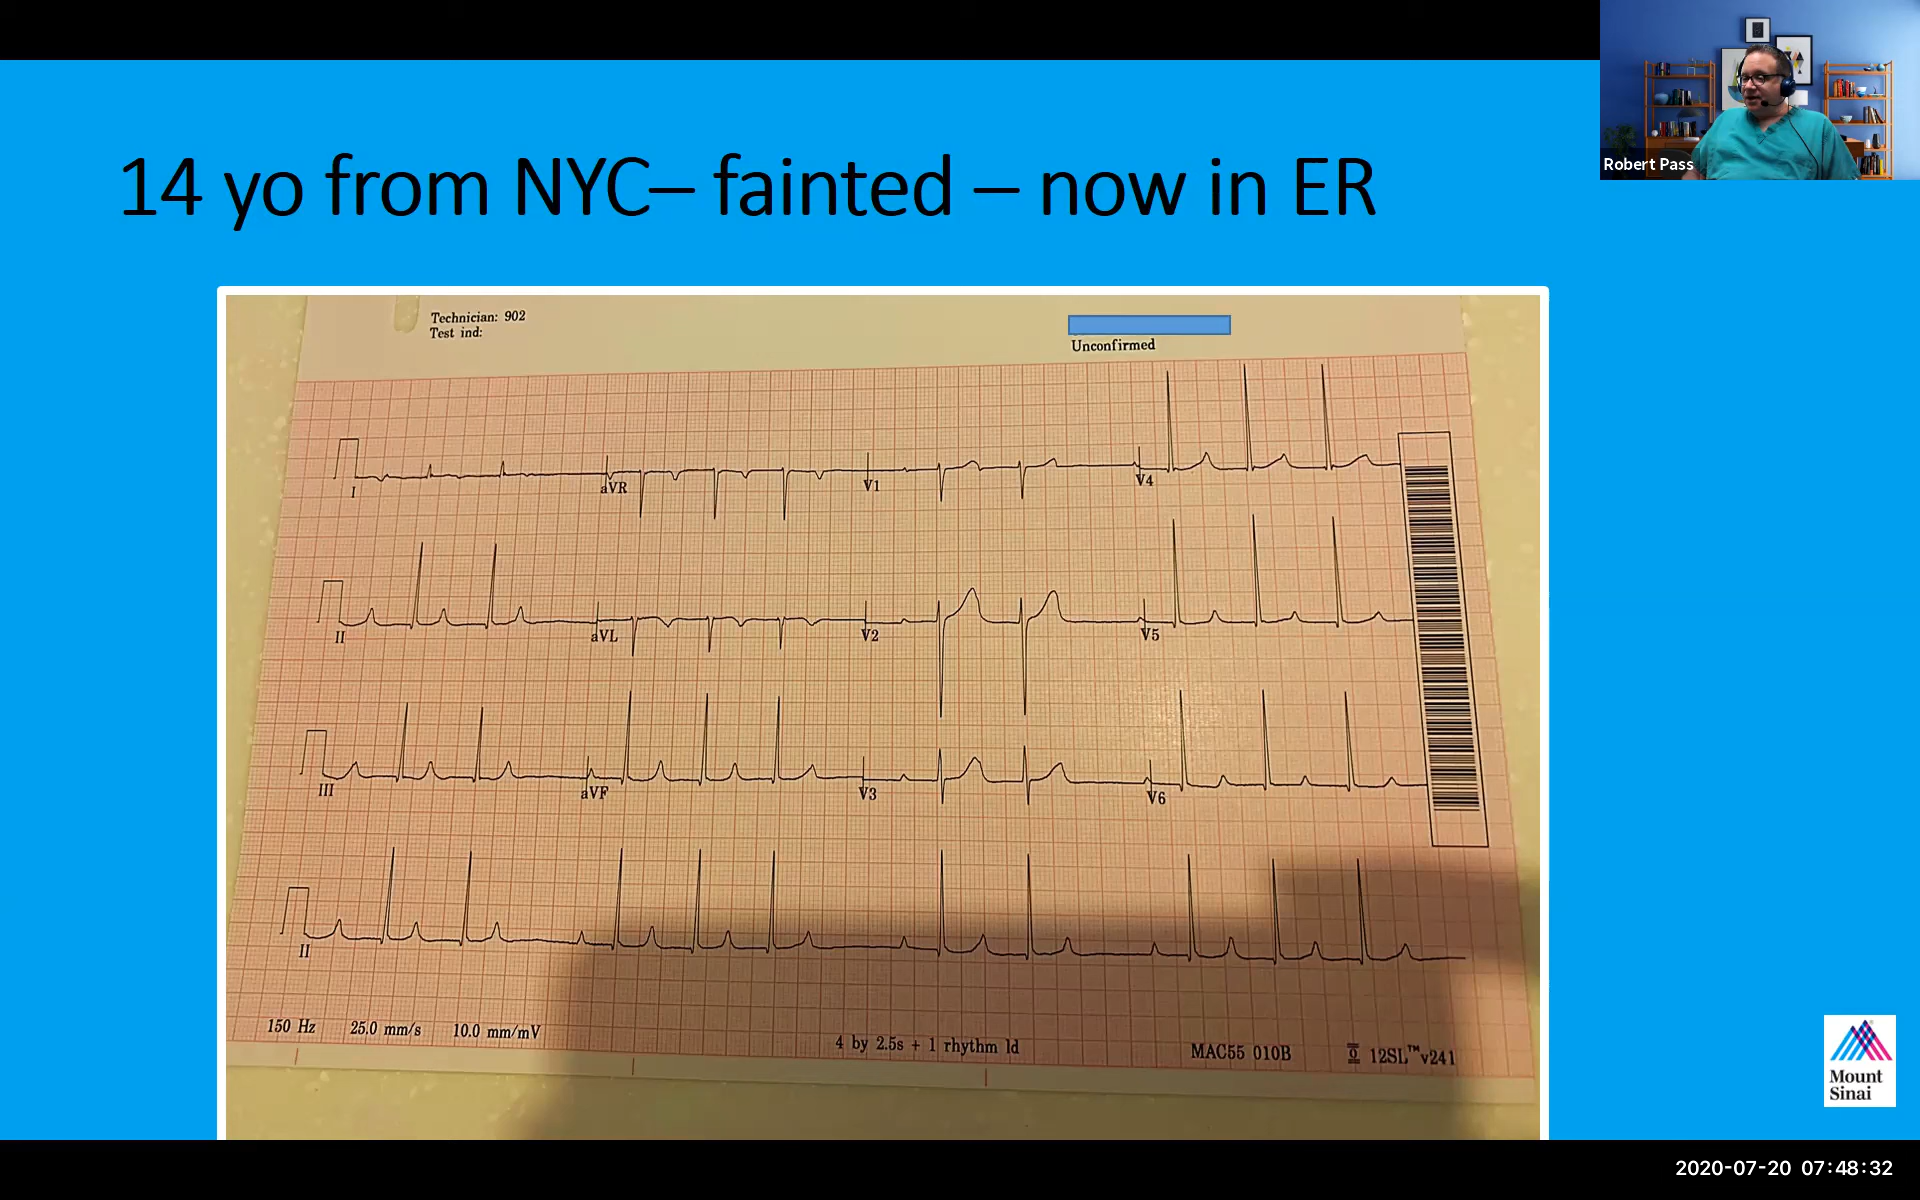 14 yo from NYC– fainted – now in ER
Robert Pass
Technician: 902
Test ind:
Unconfirmed
I
aVR
V1
V4
II
aVL
V2
V5
III
aVF
V3
V6
II
150 Hz 25.0 mm/s 10.0 mm/mV 4 by 2.5s + 1 rhythm ld MAC55 010B 12SL™v241
Mount
Sinai
2020-07-20 07:48:32